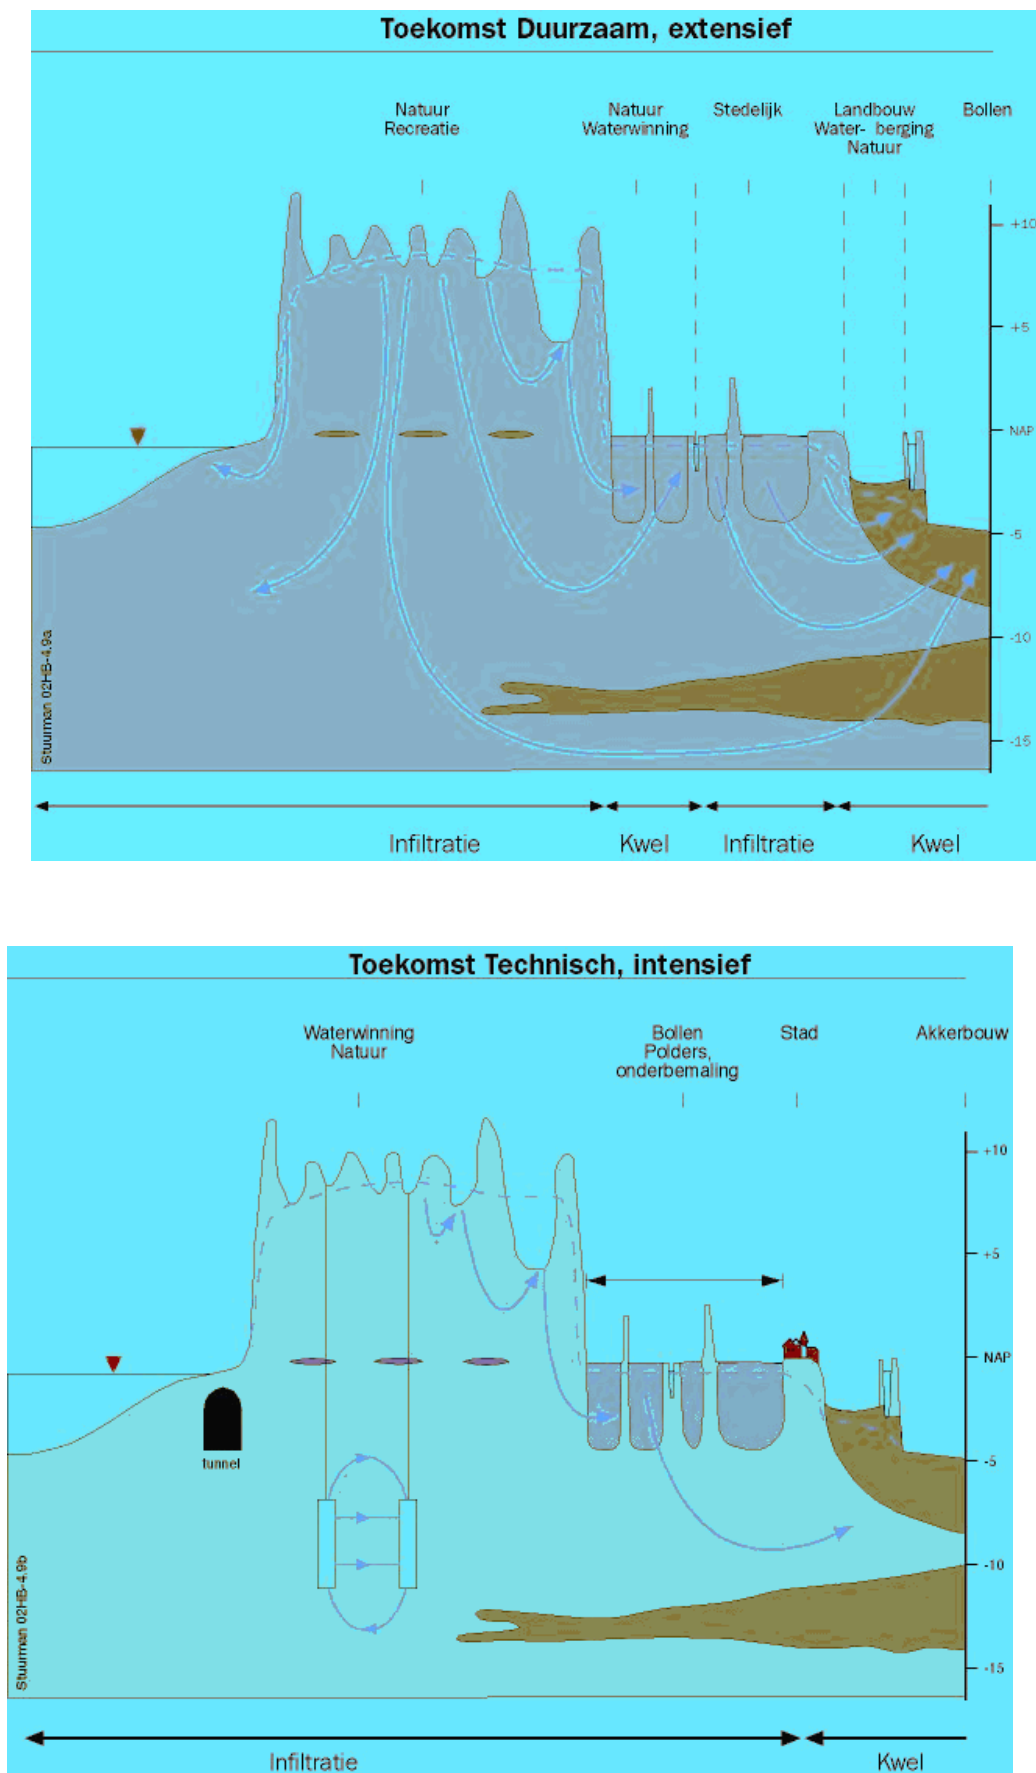 Toekomst Duurzaam, extensief
Natuur
Recreatie
Natuur
Waterwinning
Stedelijk
Landbouw
Water- berging
Natuur
Bollen
+10
+5
NAP
-5
-10
-15
Stuurman 02HB-4.9a
Infiltratie
Kwel
Infiltratie
Kwel
Toekomst Technisch, intensief
Waterwinning
Natuur
Bollen
Polders,
onderbemaling
Stad
Akkerbouw
+10
+5
NAP
-5
-10
-15
tunnel
Stuurman 02HB-4.9b
Infiltratie
Kwel